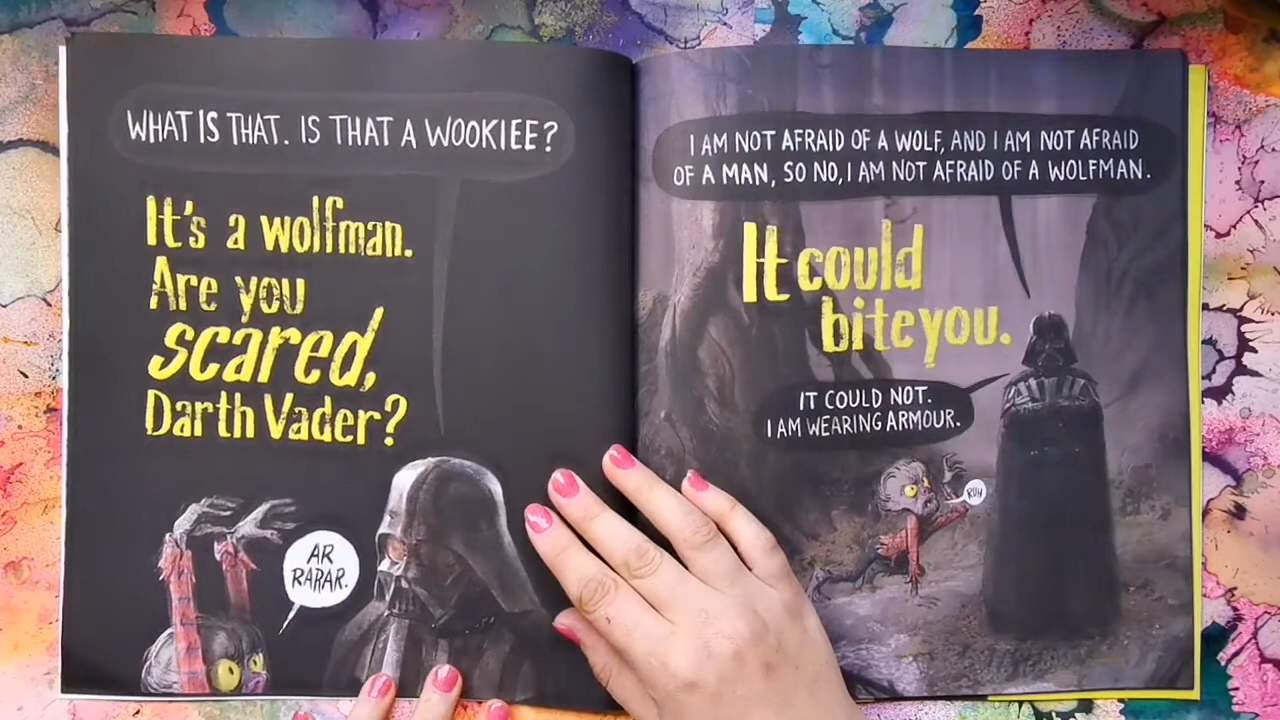 WHAT IS THAT. IS THAT A WOOKIEE?
It's a wolfman.
Are you
scared,
Darth Vader?
AR
RARAR.
I AM NOT AFRAID OF A WOLF, AND I AM NOT AFRAID
OF A MAN, SO NO, I AM NOT AFRAID OF A WOLFMAN.
It could
bite you.
IT COULD NOT.
I AM WEARING ARMOUR.
RUH